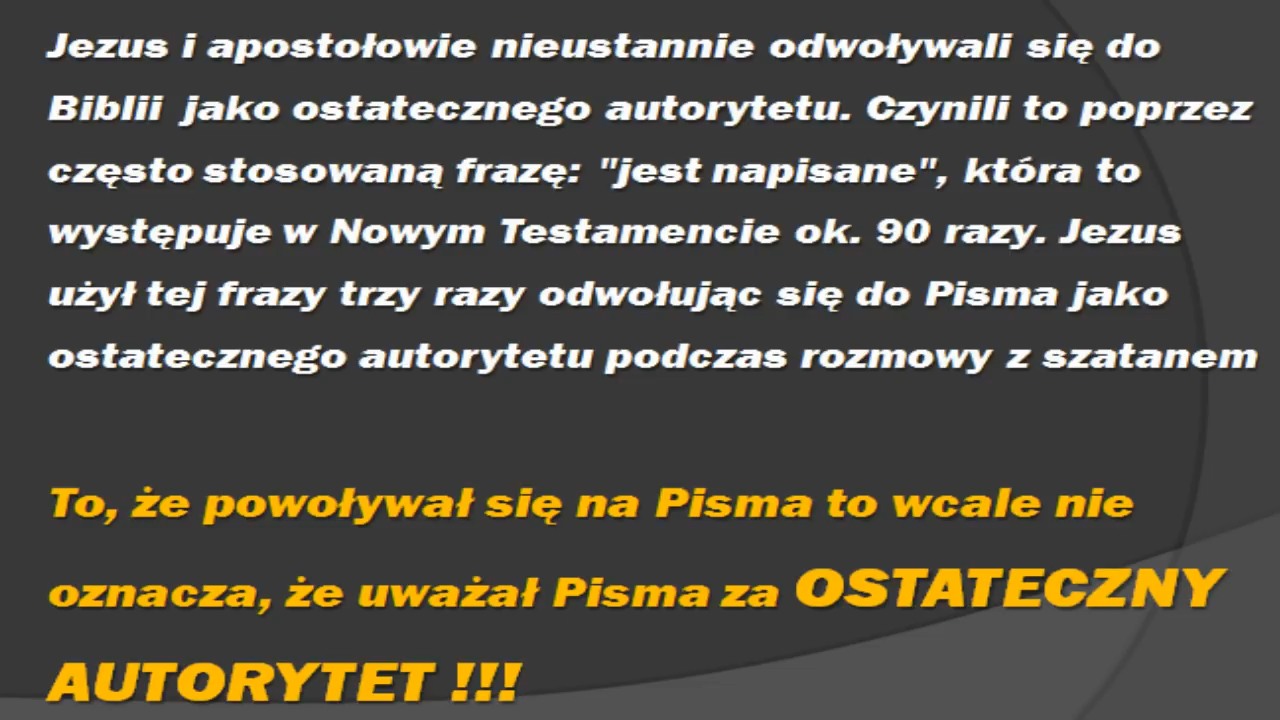 Jezus i apostołowie nieustannie odwoływali się do
Biblii jako ostatecznego autorytetu. Czynili to poprzez
często stosowaną frazę: "jest napisane", która to
występuje w Nowym Testamencie ok. 90 razy. Jezus
użył tej frazy trzy razy odwołując się do Pisma jako
ostatecznego autorytetu podczas rozmowy z szatanem
To, że powoływał się na Pisma to wcale nie
oznacza, że uważał Pisma za OSTATECZNY
AUTORYTET !!!